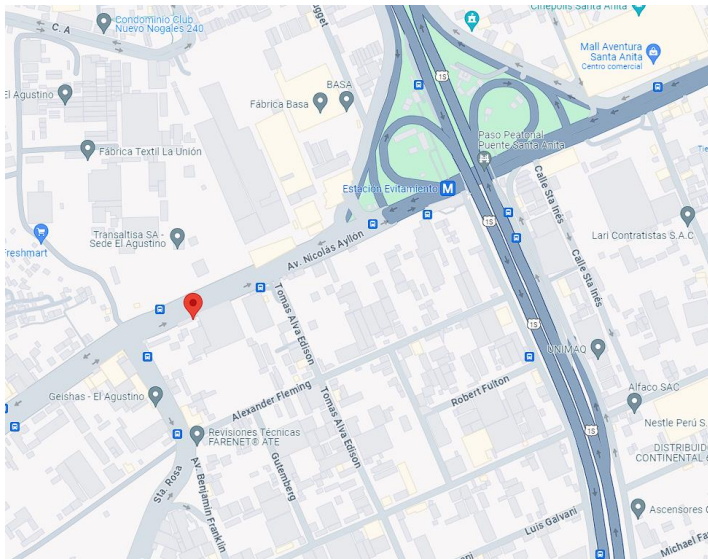 Cinépolis Santa Anita
Condominio Club
Nuevo Nogales 240
C. A
Mall Aventura
Santa Anita
Centro comercial
1S
El Agustino
BASA
Fábrica Basa
Paso Peatonal
Puente Santa Anita
Fábrica Textil La Unión
Calle Sta Inés
Estación Evitamiento
M
1S
Transaltisa SA -
Sede El Agustino
Lari Contratistas S.A.C
Freshmart
Av. Nicolás Ayllón
Calle Sta Inés
Tomas Alva Edison
1S
UNIMAQ
Alexander Fleming
Robert Fulton
Alfaco SAC
Geishas - El Agustino
Tomas Alva Edison
Nestle Perú S.
1S
Revisiones Técnicas
FARENET® ATE
DISTRIBUID
CONTINENTAL 6
Gutemberg
Sta. Rosa
Av. Benjamin Franklin
Luis Galvani
Ascensores
Michael Fa